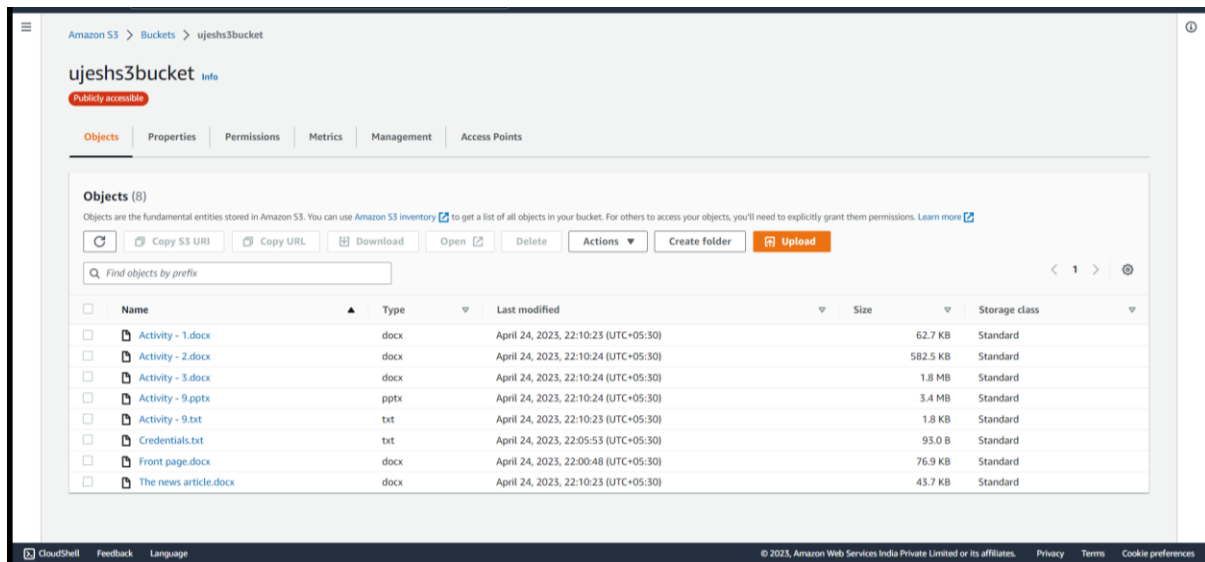 Amazon S3 > Buckets > ujeshs3bucket
ujeshs3bucket Info
Publicly accessible
Objects Properties Permissions Metrics Management Access Points
Objects (8)
Objects are the fundamental entities stored in Amazon S3. You can use Amazon S3 inventory to get a list of all objects in your bucket. For others to access your objects, you'll need to explicitly grant them permissions. Learn more
Copy S3 URI Copy URL Download Open Delete Actions Create folder Upload
Find objects by prefix < 1 >
Name Type Last modified Size Storage class
Activity - 1.docx docx April 24, 2023, 22:10:23 (UTC+05:30) 62.7 KB Standard
Activity - 2.docx docx April 24, 2023, 22:10:24 (UTC+05:30) 582.5 KB Standard
Activity - 3.docx docx April 24, 2023, 22:10:24 (UTC+05:30) 1.8 MB Standard
Activity - 9.pptx pptx April 24, 2023, 22:10:24 (UTC+05:30) 3.4 MB Standard
Activity - 9.txt txt April 24, 2023, 22:10:23 (UTC+05:30) 1.8 KB Standard
Credentials.txt txt April 24, 2023, 22:05:53 (UTC+05:30) 93.0 B Standard
Front page.docx docx April 24, 2023, 22:00:48 (UTC+05:30) 76.9 KB Standard
The news article.docx docx April 24, 2023, 22:10:23 (UTC+05:30) 43.7 KB Standard
CloudShell Feedback Language © 2023, Amazon Web Services India Private Limited or its affiliates. Privacy Terms Cookie preferences